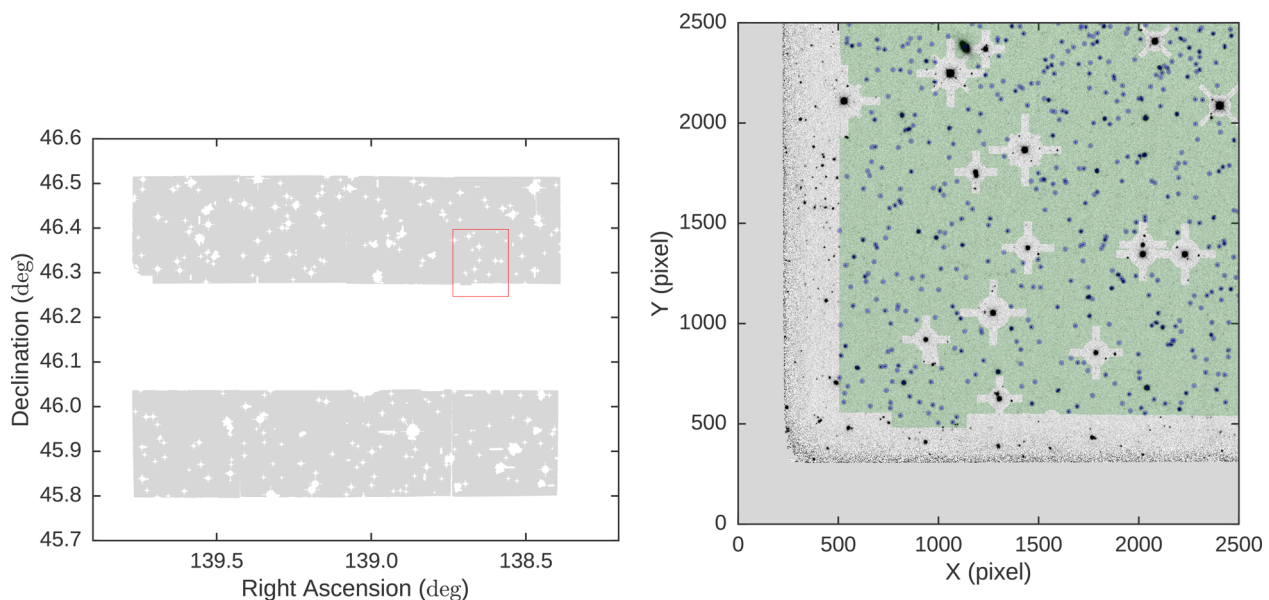 46.6
46.5
46.4
46.3
46.2
46.1
46.0
45.9
45.8
45.7
Declination (deg)
139.5 139.0 138.5
Right Ascension (deg)
2500
2000
1500
1000
500
0
Y (pixel)
0 500 1000 1500 2000 2500
X (pixel)